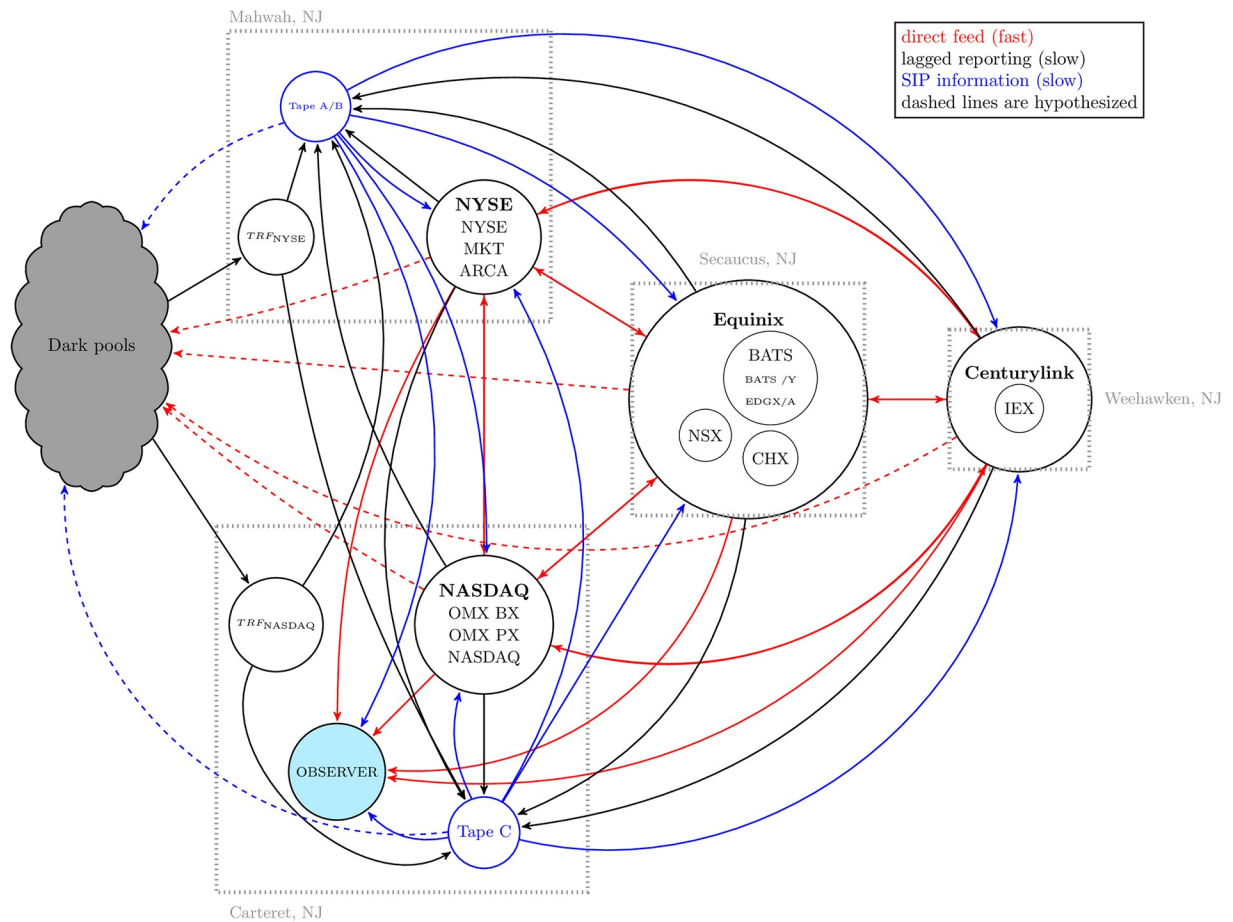 Mahwah, NJ
direct feed (fast)
lagged reporting (slow)
SIP information (slow)
dashed lines are hypothesized
Tape A/B
NYSE
NYSE
MKT
ARCA
TRF NYSE
Dark pools
Secaucus, NJ
Equinix
BATS
BATS /Y
EDGX/A
NSX
CHX
Centurylink
IEX
Weehawken, NJ
NASDAQ
OMX BX
OMX PX
NASDAQ
TRF NASDAQ
OBSERVER
Tape C
Carteret, NJ